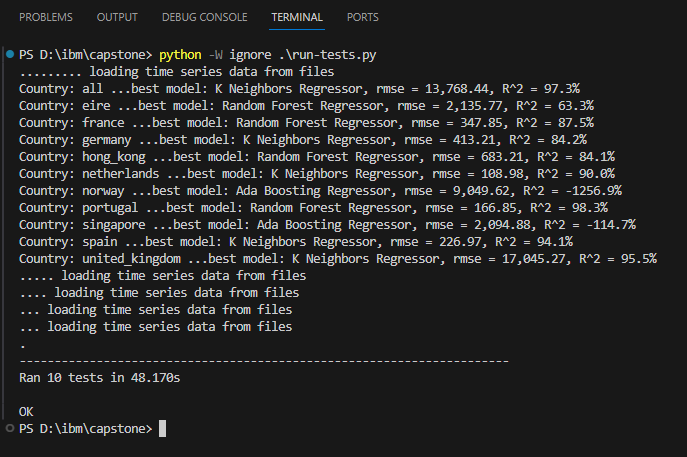 PROBLEMS OUTPUT DEBUG CONSOLE TERMINAL PORTS
PS D:\ibm\capstone> python -W ignore .\run-tests.py
......... loading time series data from files
Country: all ...best model: K Neighbors Regressor, rmse = 13,768.44, R^2 = 97.3%
Country: eire ...best model: Random Forest Regressor, rmse = 2,135.77, R^2 = 63.3%
Country: france ...best model: Random Forest Regressor, rmse = 347.85, R^2 = 87.5%
Country: germany ...best model: K Neighbors Regressor, rmse = 413.21, R^2 = 84.2%
Country: hong_kong ...best model: Random Forest Regressor, rmse = 683.21, R^2 = 84.1%
Country: netherlands ...best model: K Neighbors Regressor, rmse = 108.98, R^2 = 90.0%
Country: norway ...best model: Ada Boosting Regressor, rmse = 9,049.62, R^2 = -1256.9%
Country: portugal ...best model: Random Forest Regressor, rmse = 166.85, R^2 = 98.3%
Country: singapore ...best model: Ada Boosting Regressor, rmse = 2,094.88, R^2 = -114.7%
Country: spain ...best model: K Neighbors Regressor, rmse = 226.97, R^2 = 94.1%
Country: united_kingdom ...best model: K Neighbors Regressor, rmse = 17,045.27, R^2 = 95.5%
..... loading time series data from files
.... loading time series data from files
... loading time series data from files
... loading time series data from files
.
----------------------------------------------------------------------
Ran 10 tests in 48.170s
OK
PS D:\ibm\capstone>